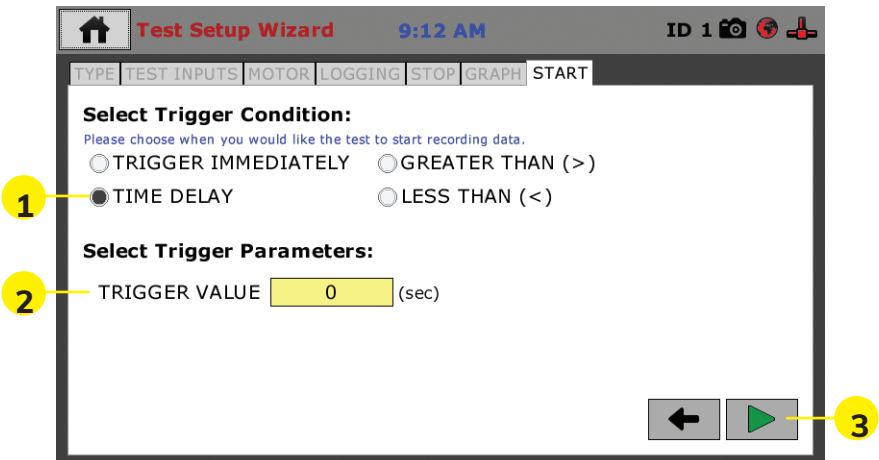 Test Setup Wizard 9:12 AM ID 1
TYPE TEST INPUTS MOTOR LOGGING STOP GRAPH START
Select Trigger Condition:
Please choose when you would like the test to start recording data.
TRIGGER IMMEDIATELY GREATER THAN (>)
1 TIME DELAY LESS THAN (<)
Select Trigger Parameters:
2 TRIGGER VALUE 0 (sec)
3